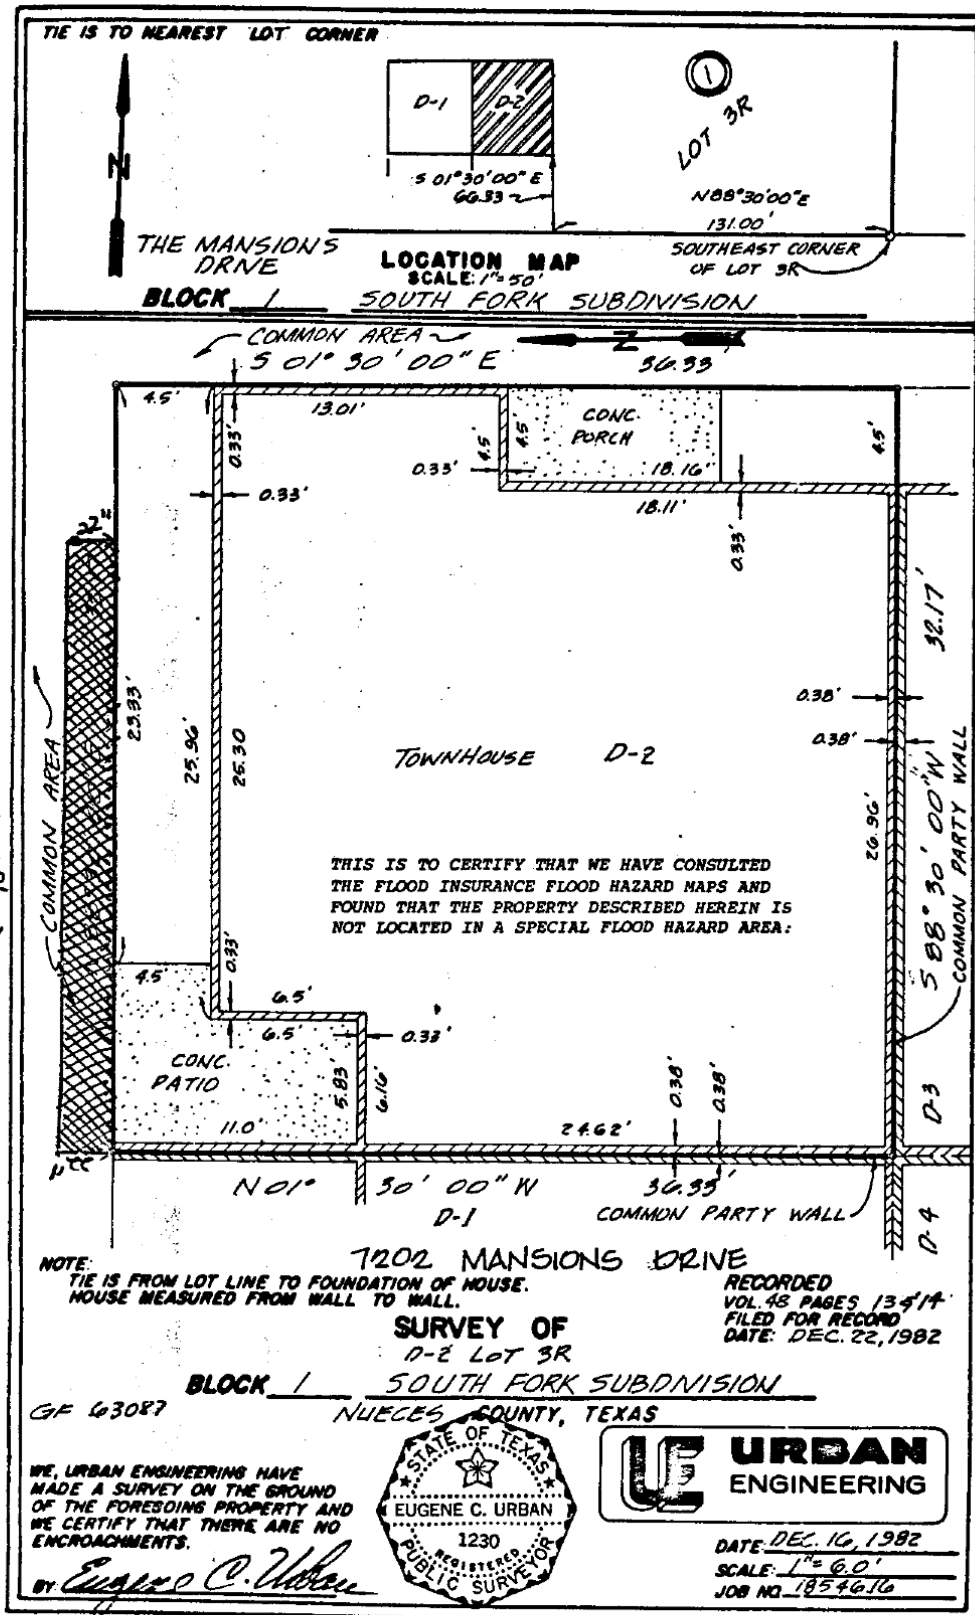 TIE IS TO NEAREST LOT CORNER
N
D-1
D-2
1
LOT 3R
S 01°30'00" E
66.33
N 88°30'00" E
131.00'
SOUTHEAST CORNER
OF LOT 3R
THE MANSIONS
DRIVE
LOCATION MAP
SCALE: 1"=50'
BLOCK 1 SOUTH FORK SUBDIVISION
COMMON AREA
S 01° 30' 00" E
N
36.33
4.5'
13.01'
0.33'
4.5'
4.5
CONC.
PORCH
4.5'
0.33'
18.16"
0.33'
18.11'
0.33'
22"
32.17'
0.38'
0.38'
23.33'
25.96'
25.30
TOWNHOUSE D-2
COMMON AREA
26.96'
S 88° 30' 00" W
COMMON PARTY WALL
THIS IS TO CERTIFY THAT WE HAVE CONSULTED
THE FLOOD INSURANCE FLOOD HAZARD MAPS AND
FOUND THAT THE PROPERTY DESCRIBED HEREIN IS
NOT LOCATED IN A SPECIAL FLOOD HAZARD AREA:
4.5'
0.33'
6.5'
6.5'
0.33'
CONC.
PATIO
5.83'
6.16'
11.0'
24.62'
0.38'
0.38'
D-3
N 01° 30' 00" W
36.33'
D-1
COMMON PARTY WALL
D-4
7202 MANSIONS DRIVE
NOTE:
TIE IS FROM LOT LINE TO FOUNDATION OF HOUSE.
HOUSE MEASURED FROM WALL TO WALL.
RECORDED
VOL. 48 PAGES 13 & 14
FILED FOR RECORD
DATE: DEC. 22, 1982
SURVEY OF
D-2 LOT 3R
BLOCK 1 SOUTH FORK SUBDIVISION
GF 63087
NUECES COUNTY, TEXAS
WE, URBAN ENGINEERING HAVE
MADE A SURVEY ON THE GROUND
OF THE FORESOING PROPERTY AND
WE CERTIFY THAT THERE ARE NO
ENCROACHMENTS.
BY Eugene C. Urban
STATE OF TEXAS
EUGENE C. URBAN
1230
REGISTERED
PUBLIC SURVEYOR
UE URBAN
ENGINEERING
DATE: DEC. 16, 1982
SCALE: 1"= 6.0'
JOB NO. 18546.16